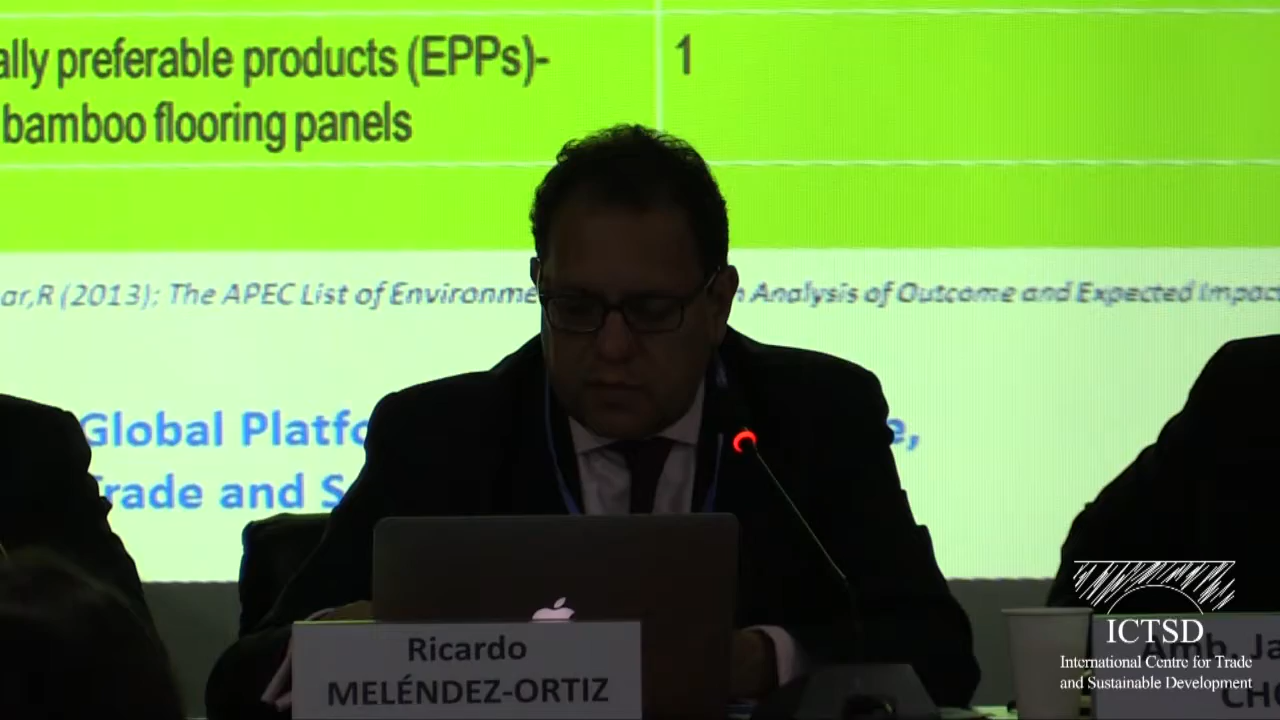 ally preferable products (EPPs)- 1
bamboo flooring panels
ar,R (2013); The APEC List of Environme Analysis of Outcome and Expected Impac
Global Platfo e,
rade and S
Ricardo
MELÉNDEZ-ORTIZ
Amb. Ja
CH
ICTSD
International Centre for Trade
and Sustainable Development